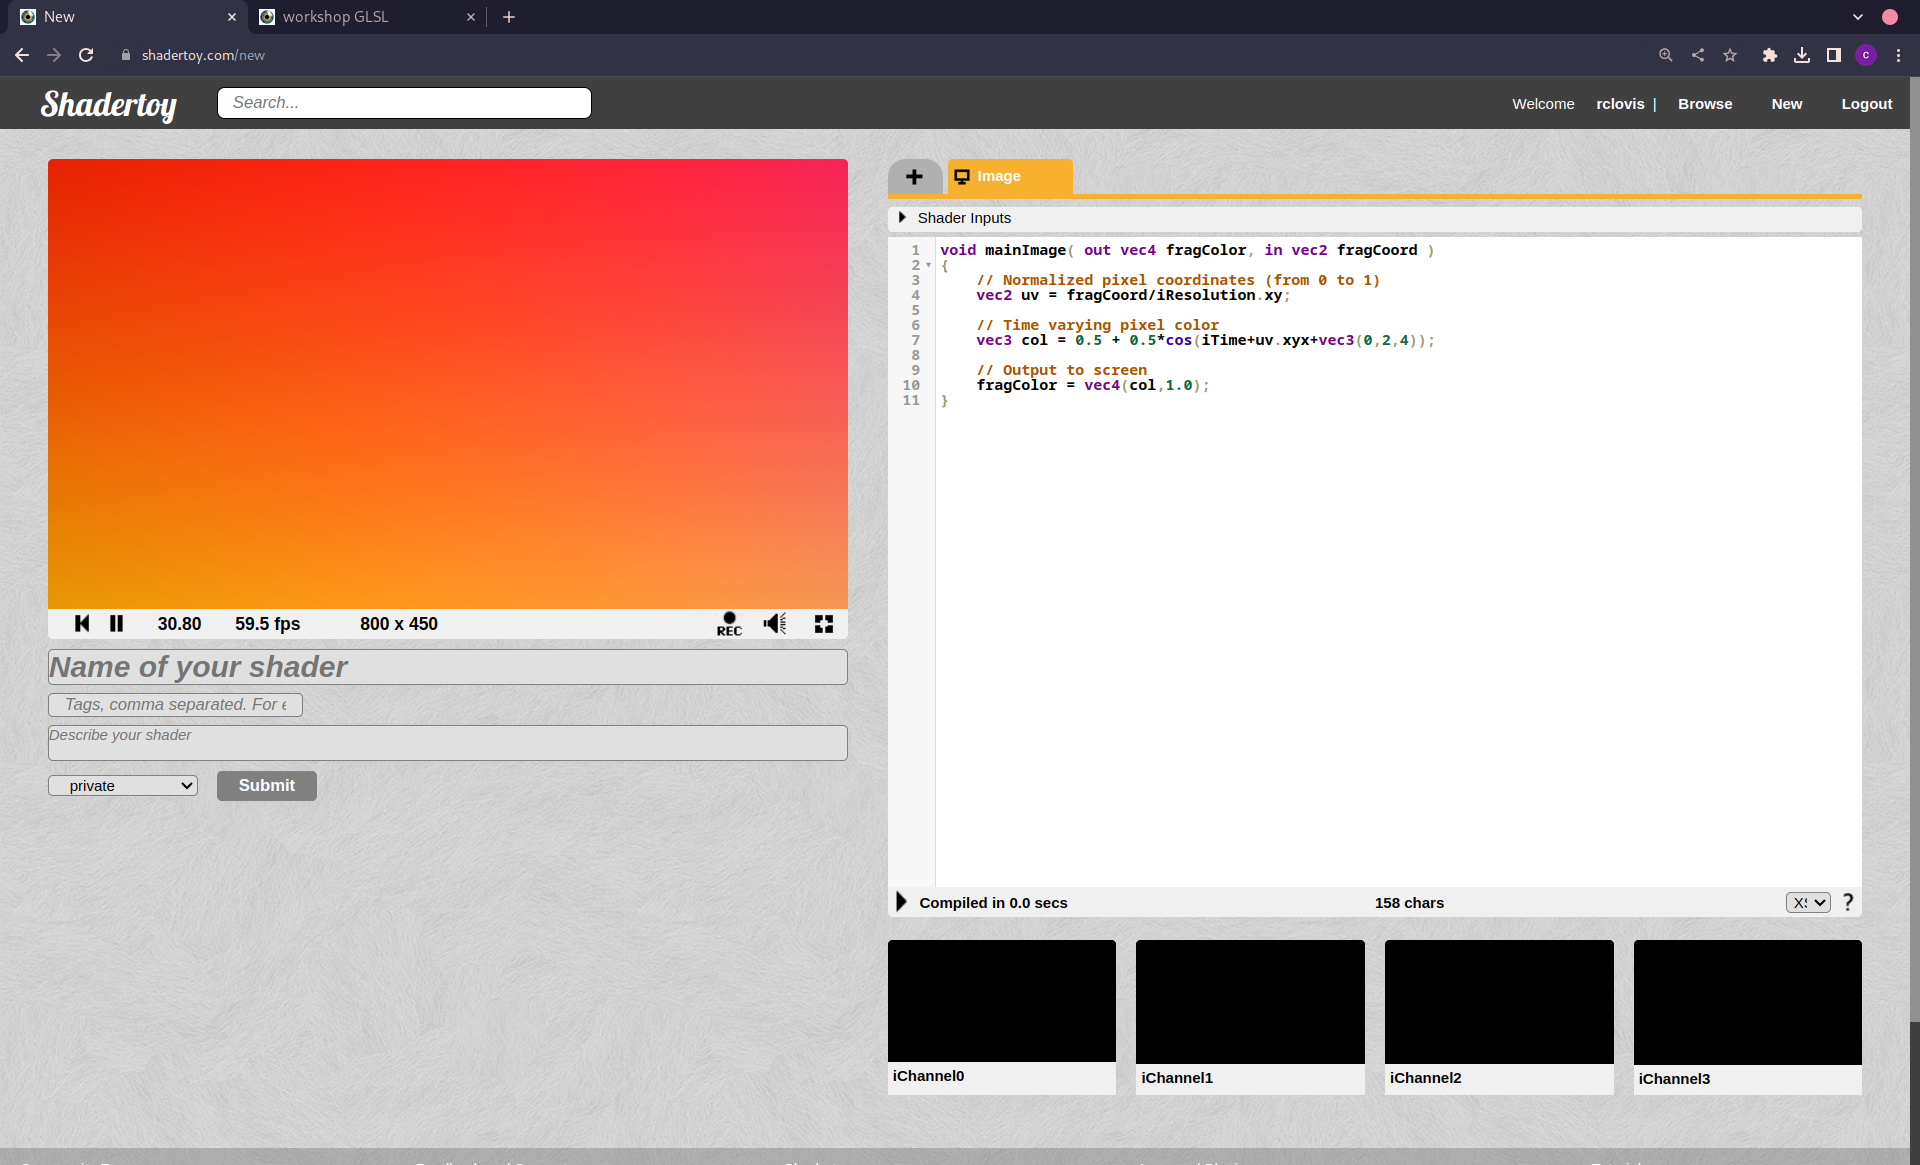 New
workshop GLSL
shadertoy.com/new
c
Shadertoy
Search...
Welcome rclovis | Browse New Logout
Image
Shader Inputs
1 void mainImage( out vec4 fragColor, in vec2 fragCoord )
2 {
3 // Normalized pixel coordinates (from 0 to 1)
4 vec2 uv = fragCoord/iResolution.xy;
5
6 // Time varying pixel color
7 vec3 col = 0.5 + 0.5*cos(iTime+uv.xyx+vec3(0,2,4));
8
9 // Output to screen
10 fragColor = vec4(col,1.0);
11 }
30.80 59.5 fps 800 x 450 REC
Name of your shader
Tags, comma separated. For e
Describe your shader
private Submit
Compiled in 0.0 secs 158 chars ?
iChannel0 iChannel1 iChannel2 iChannel3